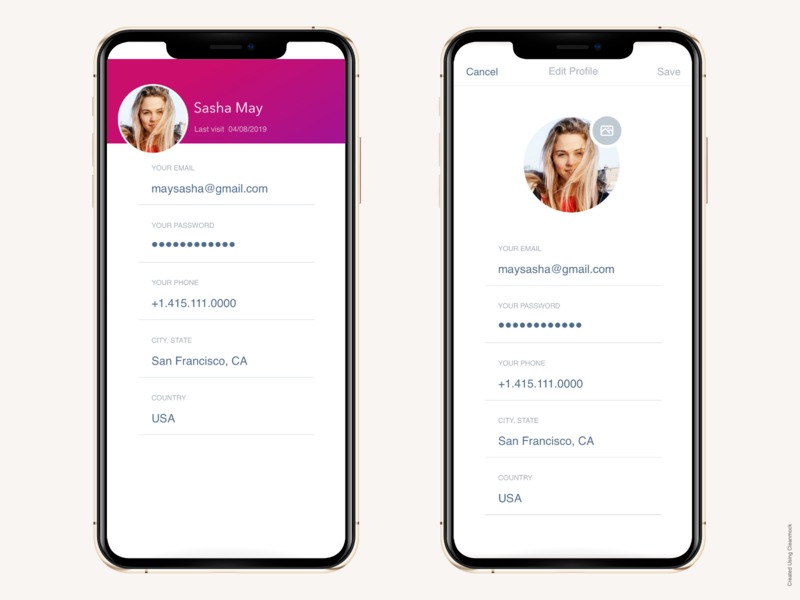 Sasha May
Last visit 04/08/2019
YOUR EMAIL
maysasha@gmail.com
YOUR PASSWORD
●●●●●●●●●●●●
YOUR PHONE
+1.415.111.0000
CITY, STATE
San Francisco, CA
COUNTRY
USA
Cancel Edit Profile Save
YOUR EMAIL
maysasha@gmail.com
YOUR PASSWORD
●●●●●●●●●●●●
YOUR PHONE
+1.415.111.0000
CITY, STATE
San Francisco, CA
COUNTRY
USA
Created Using Cleanmock